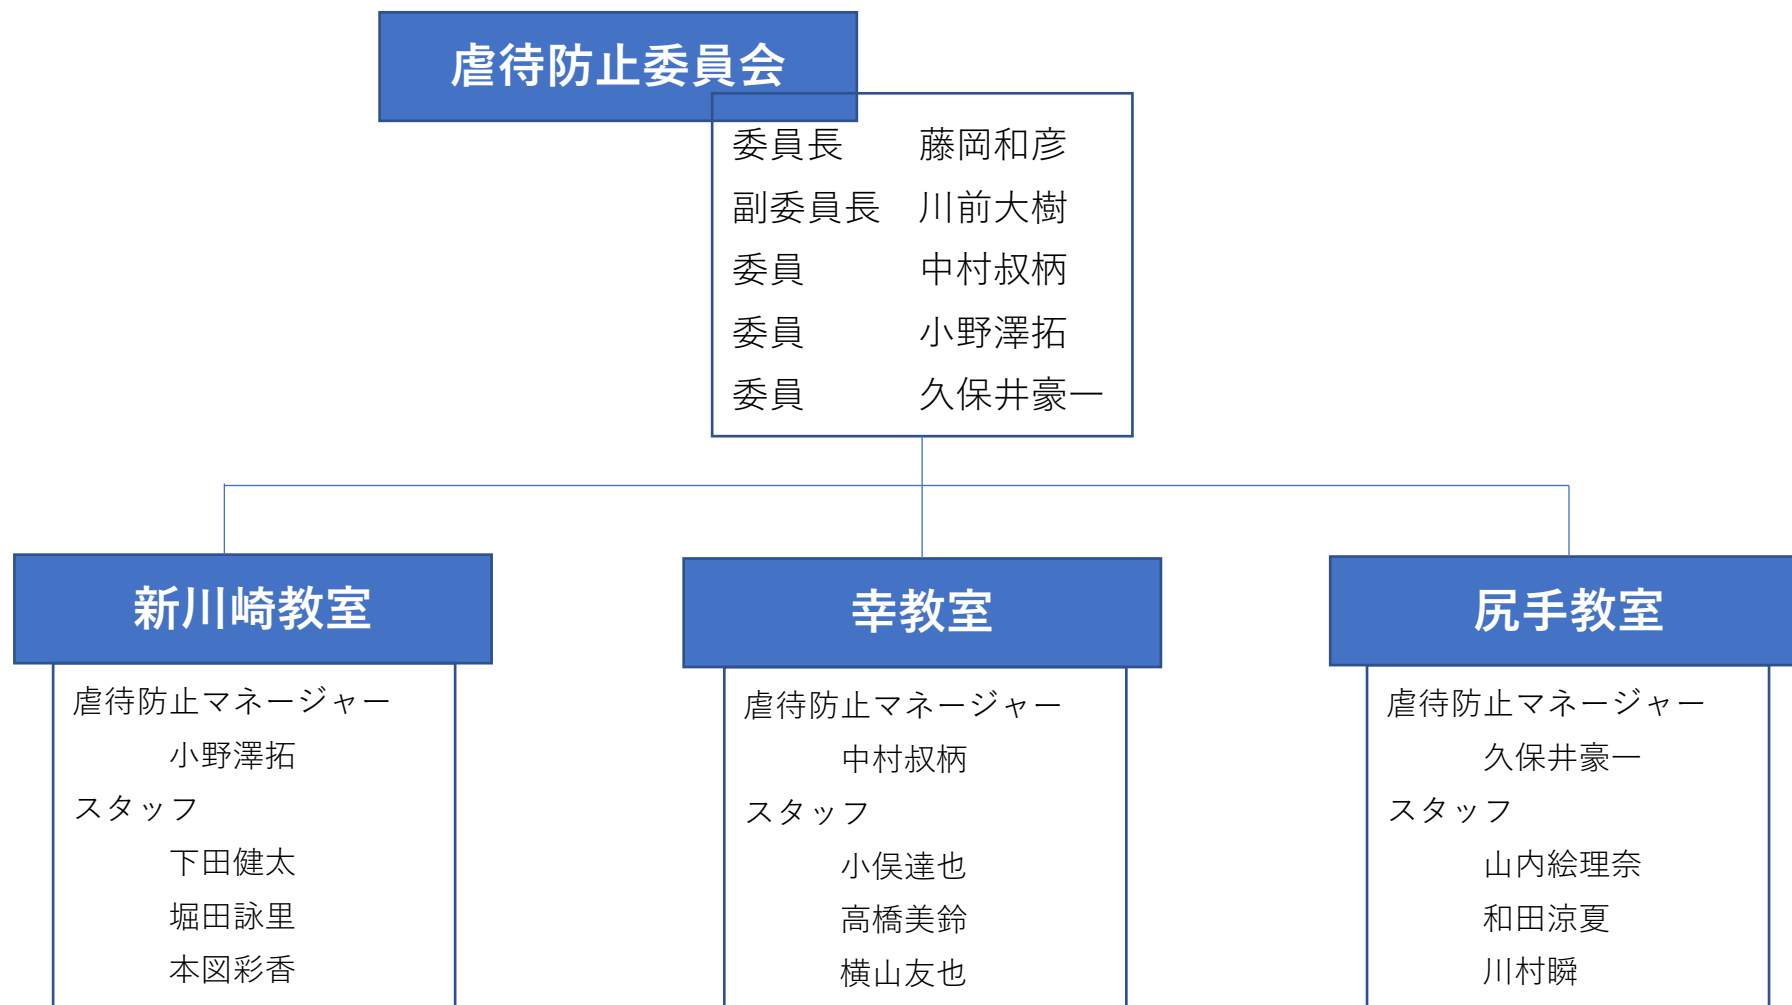 虐待防止委員会
委員長　　藤岡和彦
副委員長　川前大樹
委員　　　中村叔柄
委員　　　小野澤拓
委員　　　久保井豪一
新川崎教室
虐待防止マネージャー
小野澤拓
スタッフ
下田健太
堀田詠里
本図彩香
幸教室
虐待防止マネージャー
中村叔柄
スタッフ
小俣達也
高橋美鈴
横山友也
尻手教室
虐待防止マネージャー
久保井豪一
スタッフ
山内絵理奈
和田涼夏
川村瞬